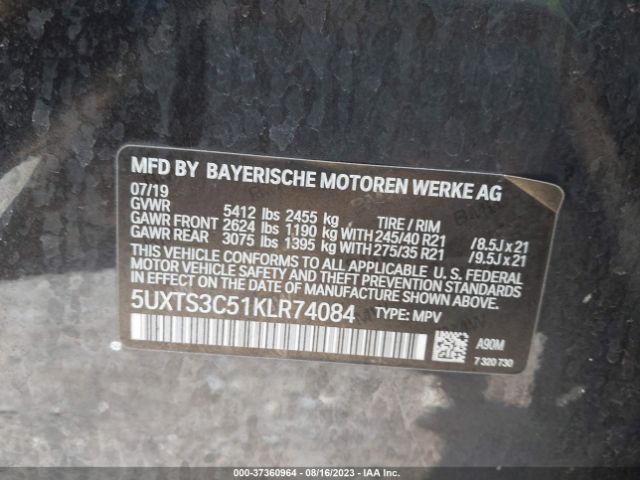 MFD BY BAYERISCHE MOTOREN WERKE AG
07/19
GVWR 5412 lbs 2455 kg TIRE / RIM
GAWR FRONT 2624 lbs 1190 kg WITH 245/40 R21 /8.5J x 21
GAWR REAR 3075 lbs 1395 kg WITH 275/35 R21 /9.5J x 21
THIS VEHICLE CONFORMS TO ALL APPLICABLE U. S. FEDERAL
MOTOR VEHICLE SAFETY AND THEFT PREVENTION STANDARDS
IN EFFECT ON THE DATE OF MANUFACTURE SHOWN ABOVE.
5UXTS3C51KLR74084 TYPE: MPV
A90M
7 320 730
000-37360964 - 08/16/2023 - IAA Inc.